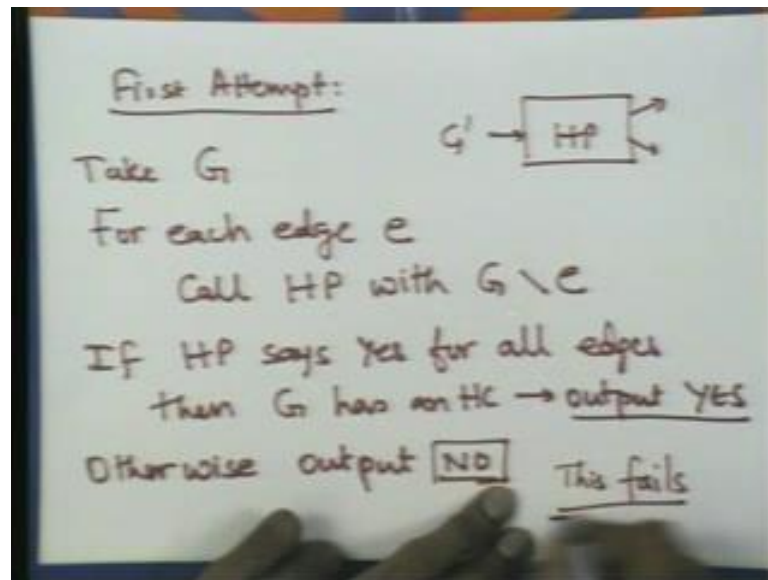 First Attempt:
G' → HP
Take G
For each edge e
Call HP with G \ e
If HP says Yes for all edges
then G has an HC → output YES
Otherwise output NO
This fails